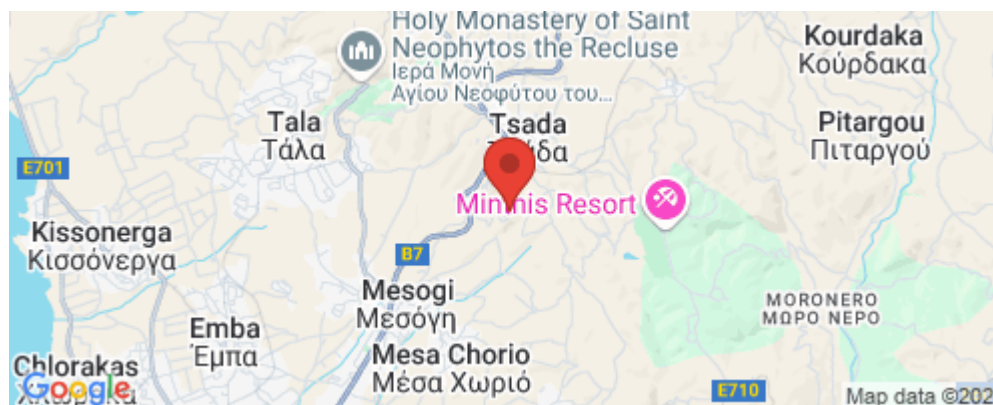 Holy Monastery of Saint
Neophytos the Recluse
Ιερά Μονή
Αγίου Νεοφύτου του...
Kourdaka
Κούρδακα
Tala
Τάλα
Tsada
Pitargou
Πιταργού
E701
Resort
Kissonerga
Κισσόνεργα
B7
Mesogi
Μεσόγη
MORONERO
ΜΩΡΟ ΝΕΡΟ
Emba
Έμπα
Mesa Chorio
Μέσα Χωριό
Chlorakas
Google
E710
Map data ©202